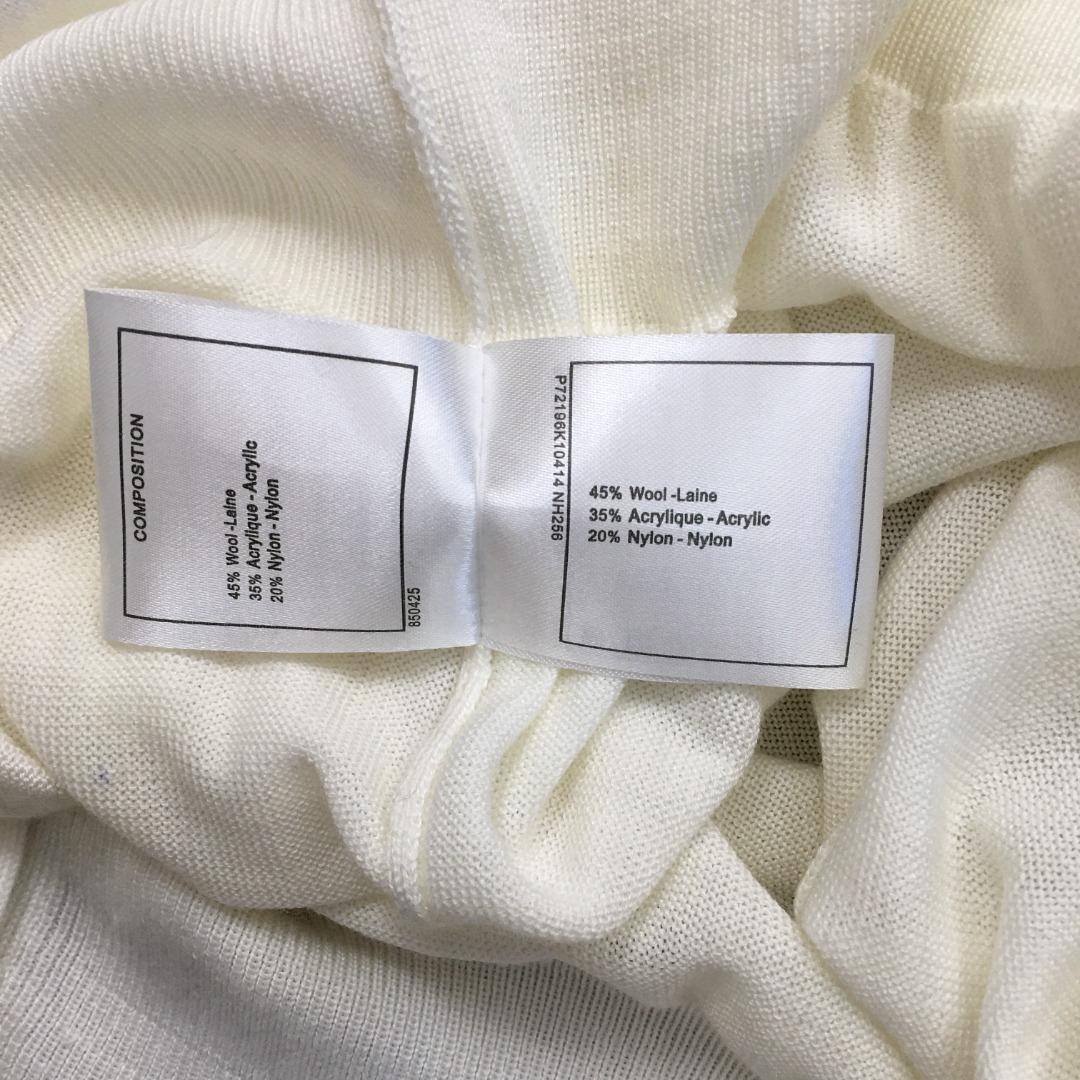 COMPOSITION
45% Wool -Laine
35% Acrylique - Acrylic
20% Nylon - Nylon
850425
P72196K10414 NH256
45% Wool -Laine
35% Acrylique - Acrylic
20% Nylon - Nylon